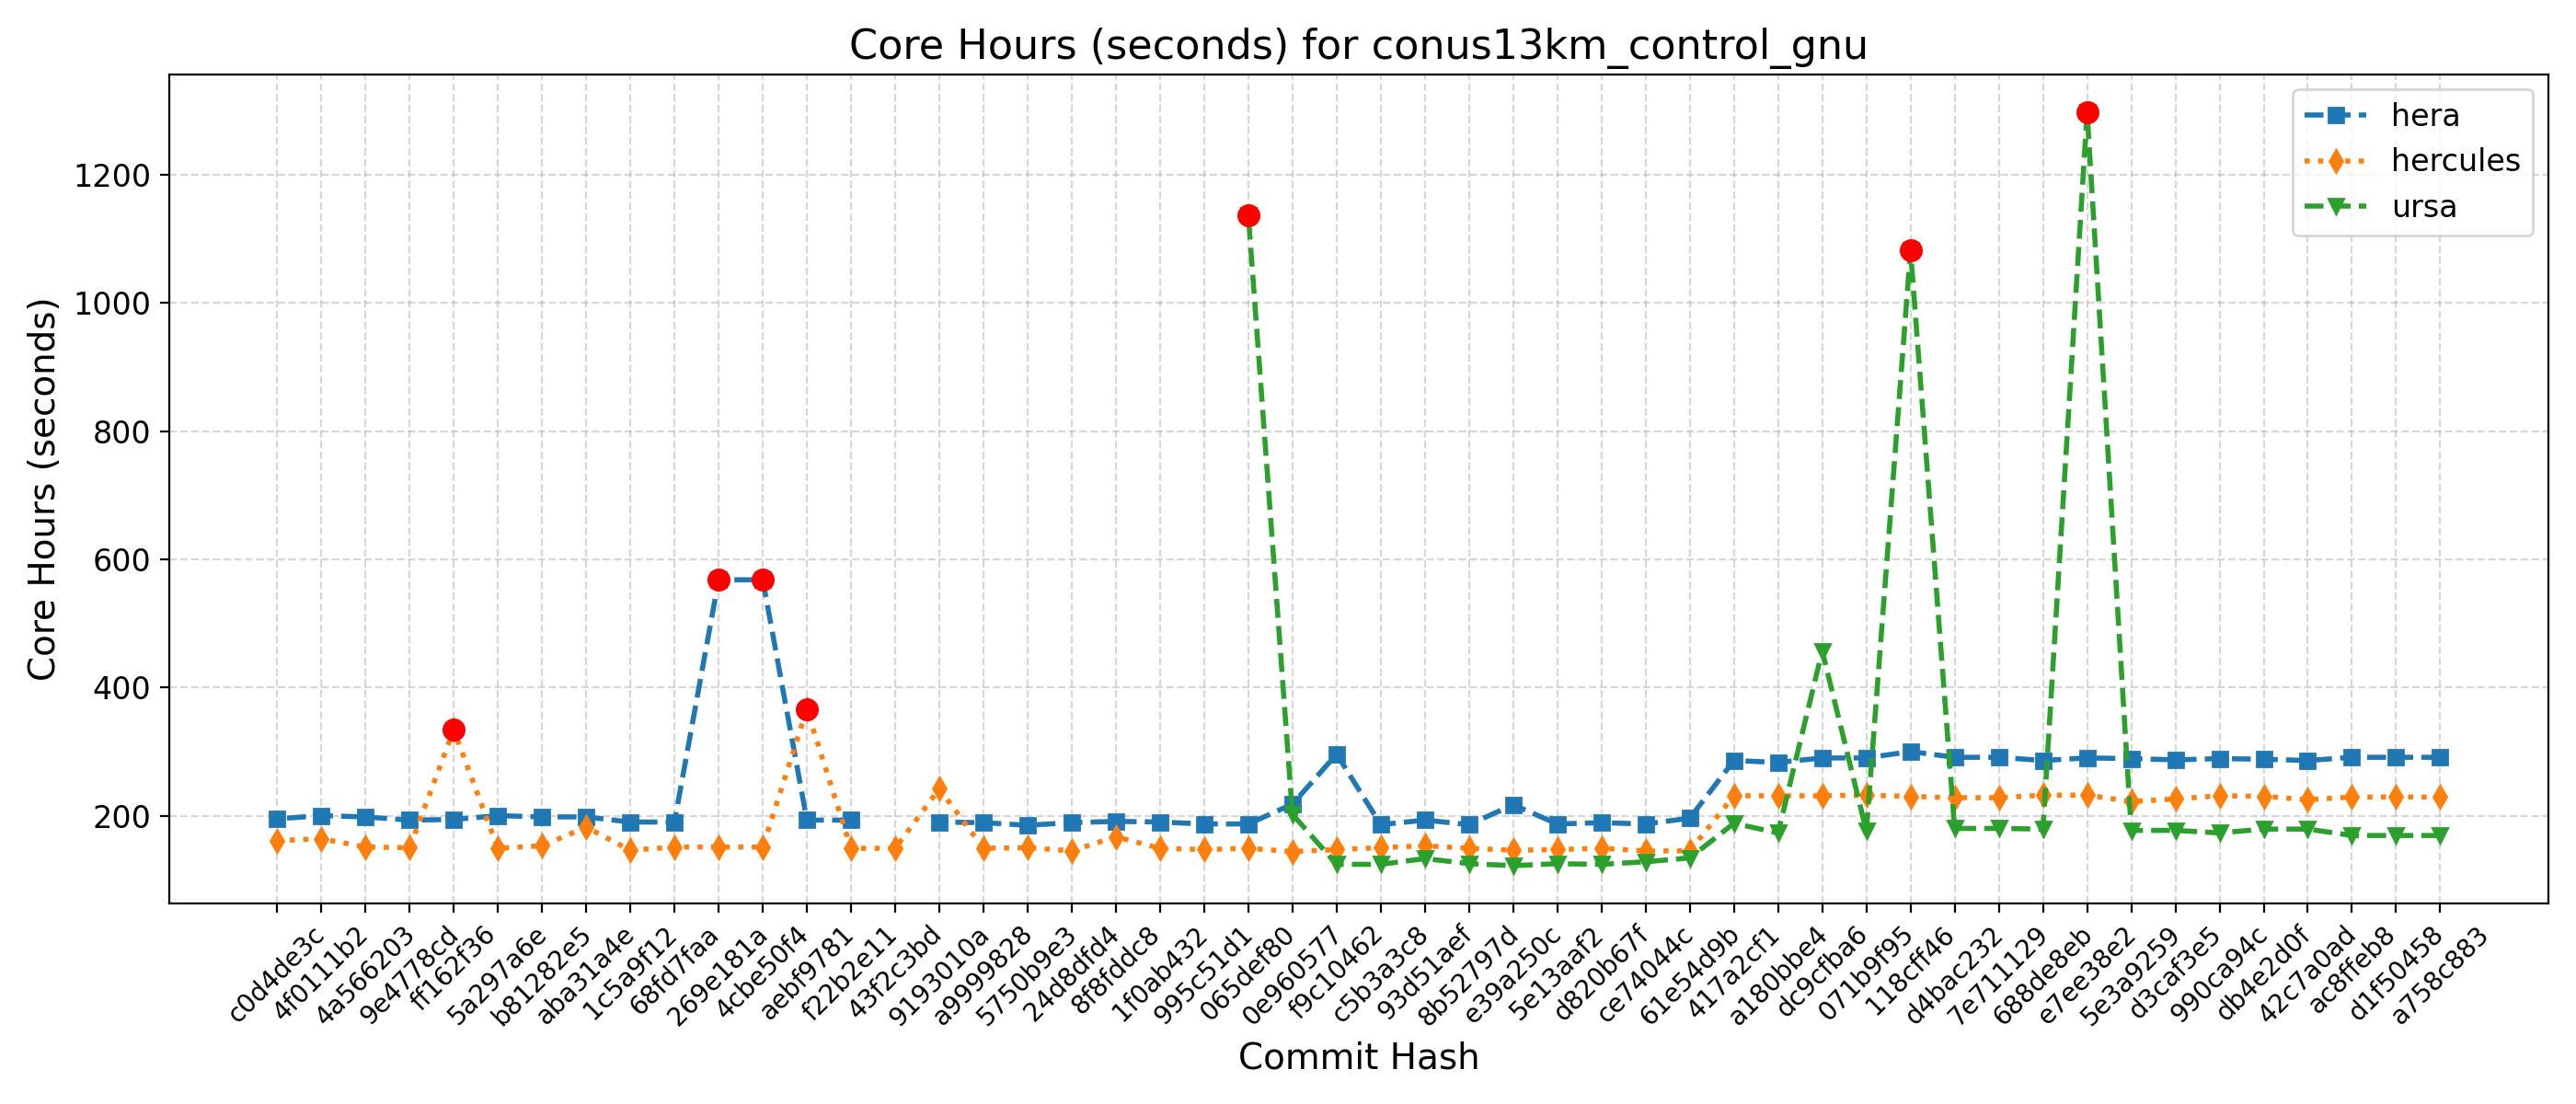 Core Hours (seconds) for conus13km_control_gnu
hera
hercules
ursa
Core Hours (seconds)
1200
1000
800
600
400
200
c0d4de3c
4f0111b2
4a566203
9e4778cd
ff162f36
5a297a6e
b81282e5
aba31a4e
1c5a9f12
68fd7faa
269e181a
4cbe50f4
aebf9781
f22b2e11
43f2c3bd
9193010a
a9999828
5750b9e3
24d8dfd4
8f8fddc8
1f0ab432
995c51d1
065def80
0e960577
f9c10462
c5b3a3c8
93d51aef
8b52797d
e39a250c
5e13aaf2
d820b67f
ce74044c
61e54d9b
417a2cf1
a180bbe4
dc9cfba6
071b9f95
118cff46
d4bac232
7e711129
688de8eb
e7ee38e2
5e3a9259
d3caf3e5
990ca94c
db4e2d0f
42c7a0ad
ac8ffeb8
d1f50458
a758c883
Commit Hash